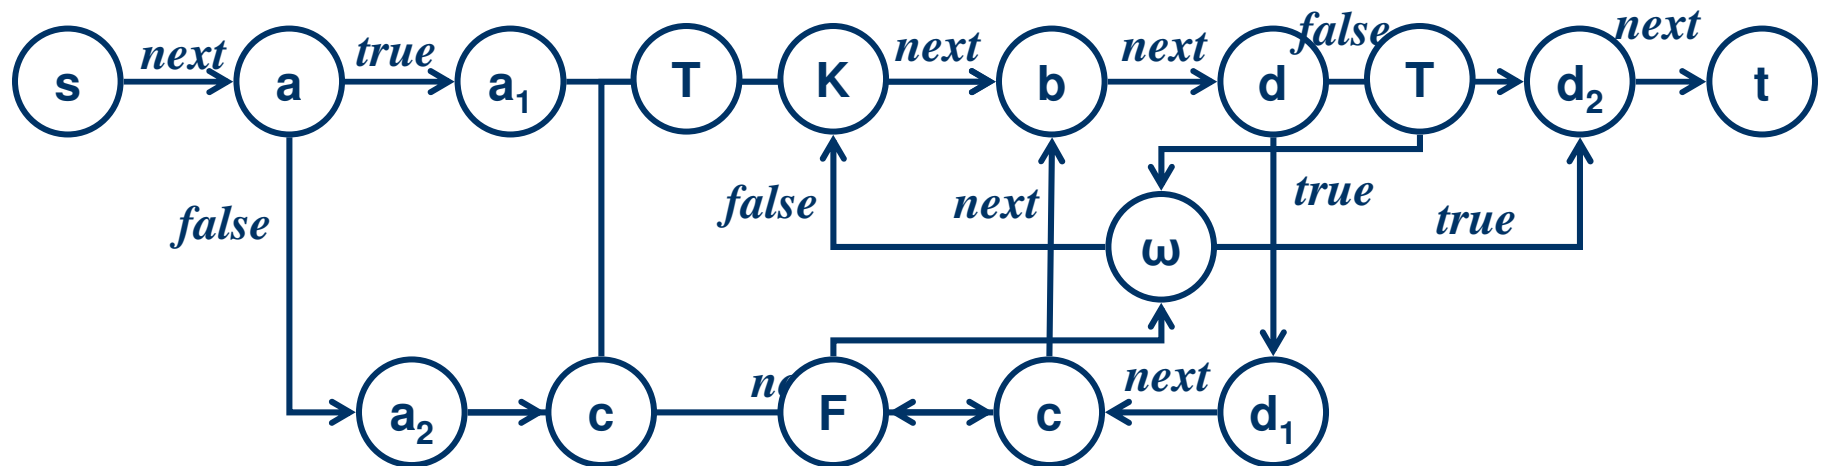 next true next next false next
s a a1 T K b d T d2 t
false false next true true
ω
next
a2 c F c d1